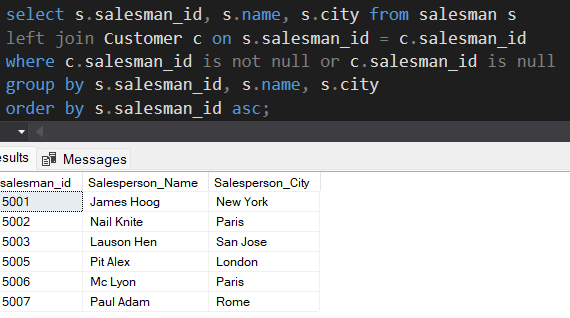 select s.salesman_id, s.name, s.city from salesman s
left join Customer c on s.salesman_id = c.salesman_id
where c.salesman_id is not null or c.salesman_id is null
group by s.salesman_id, s.name, s.city
order by s.salesman_id asc;
esults Messages
salesman_id Salesperson_Name Salesperson_City
5001 James Hoog New York
5002 Nail Knite Paris
5003 Lauson Hen San Jose
5005 Pit Alex London
5006 Mc Lyon Paris
5007 Paul Adam Rome